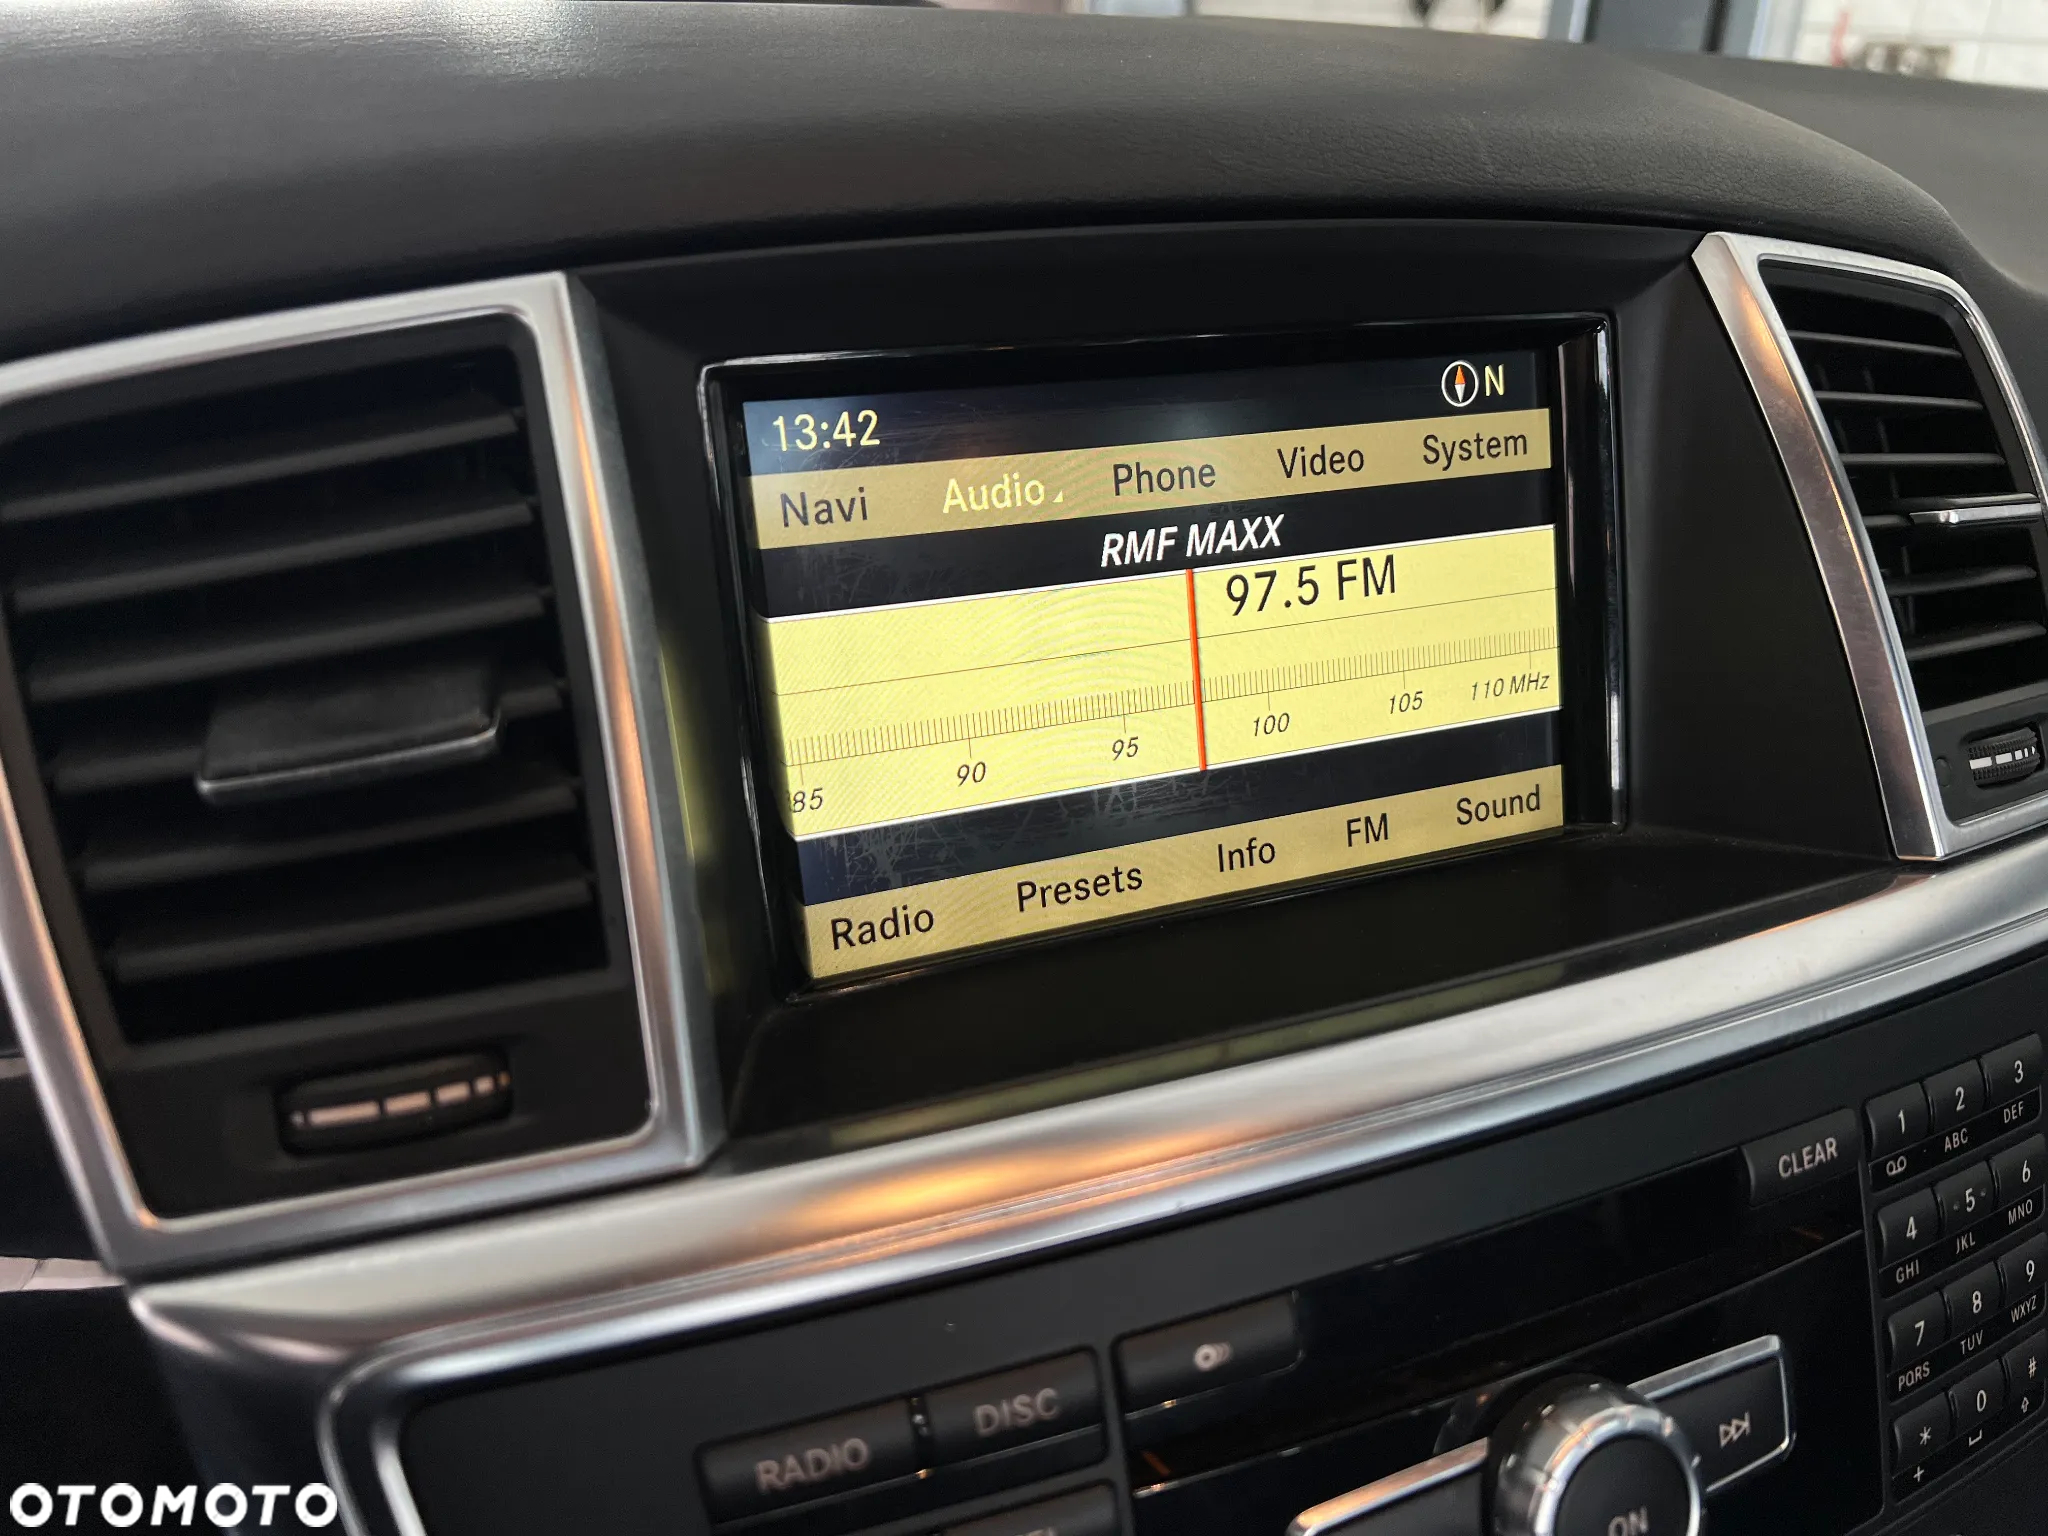 13:42 N
Navi Audio Phone Video System
RMF MAXX
97.5 FM
85 90 95 100 105 110 MHz
Radio Presets Info FM Sound
CLEAR
1 2 ABC 3 DEF
4 GHI 5 JKL 6 MNO
7 PQRS 8 TUV 9 WXYZ
* + 0 #
RADIO DISC
ON
OTOMOTO